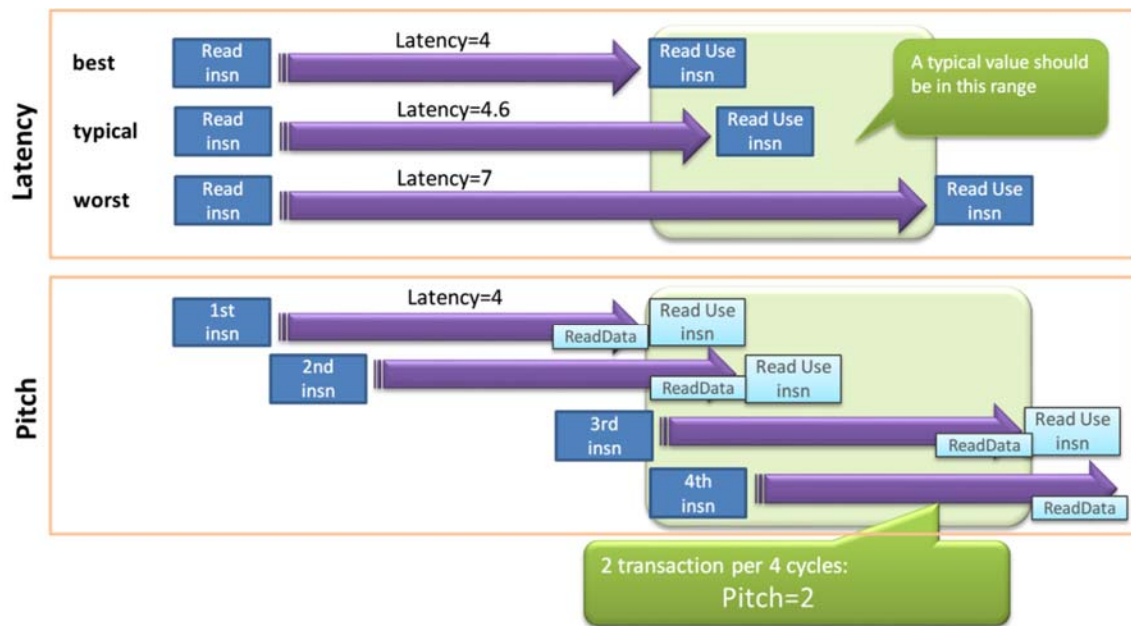 Latency
best
Read
insn
Latency=4
Read Use
insn
A typical value should
be in this range
typical
Read
insn
Latency=4.6
Read Use
insn
worst
Read
insn
Latency=7
Read Use
insn
Pitch
1st
insn
Latency=4
ReadData
Read Use
insn
2nd
insn
ReadData
Read Use
insn
3rd
insn
ReadData
Read Use
insn
4th
insn
ReadData
2 transaction per 4 cycles:
Pitch=2